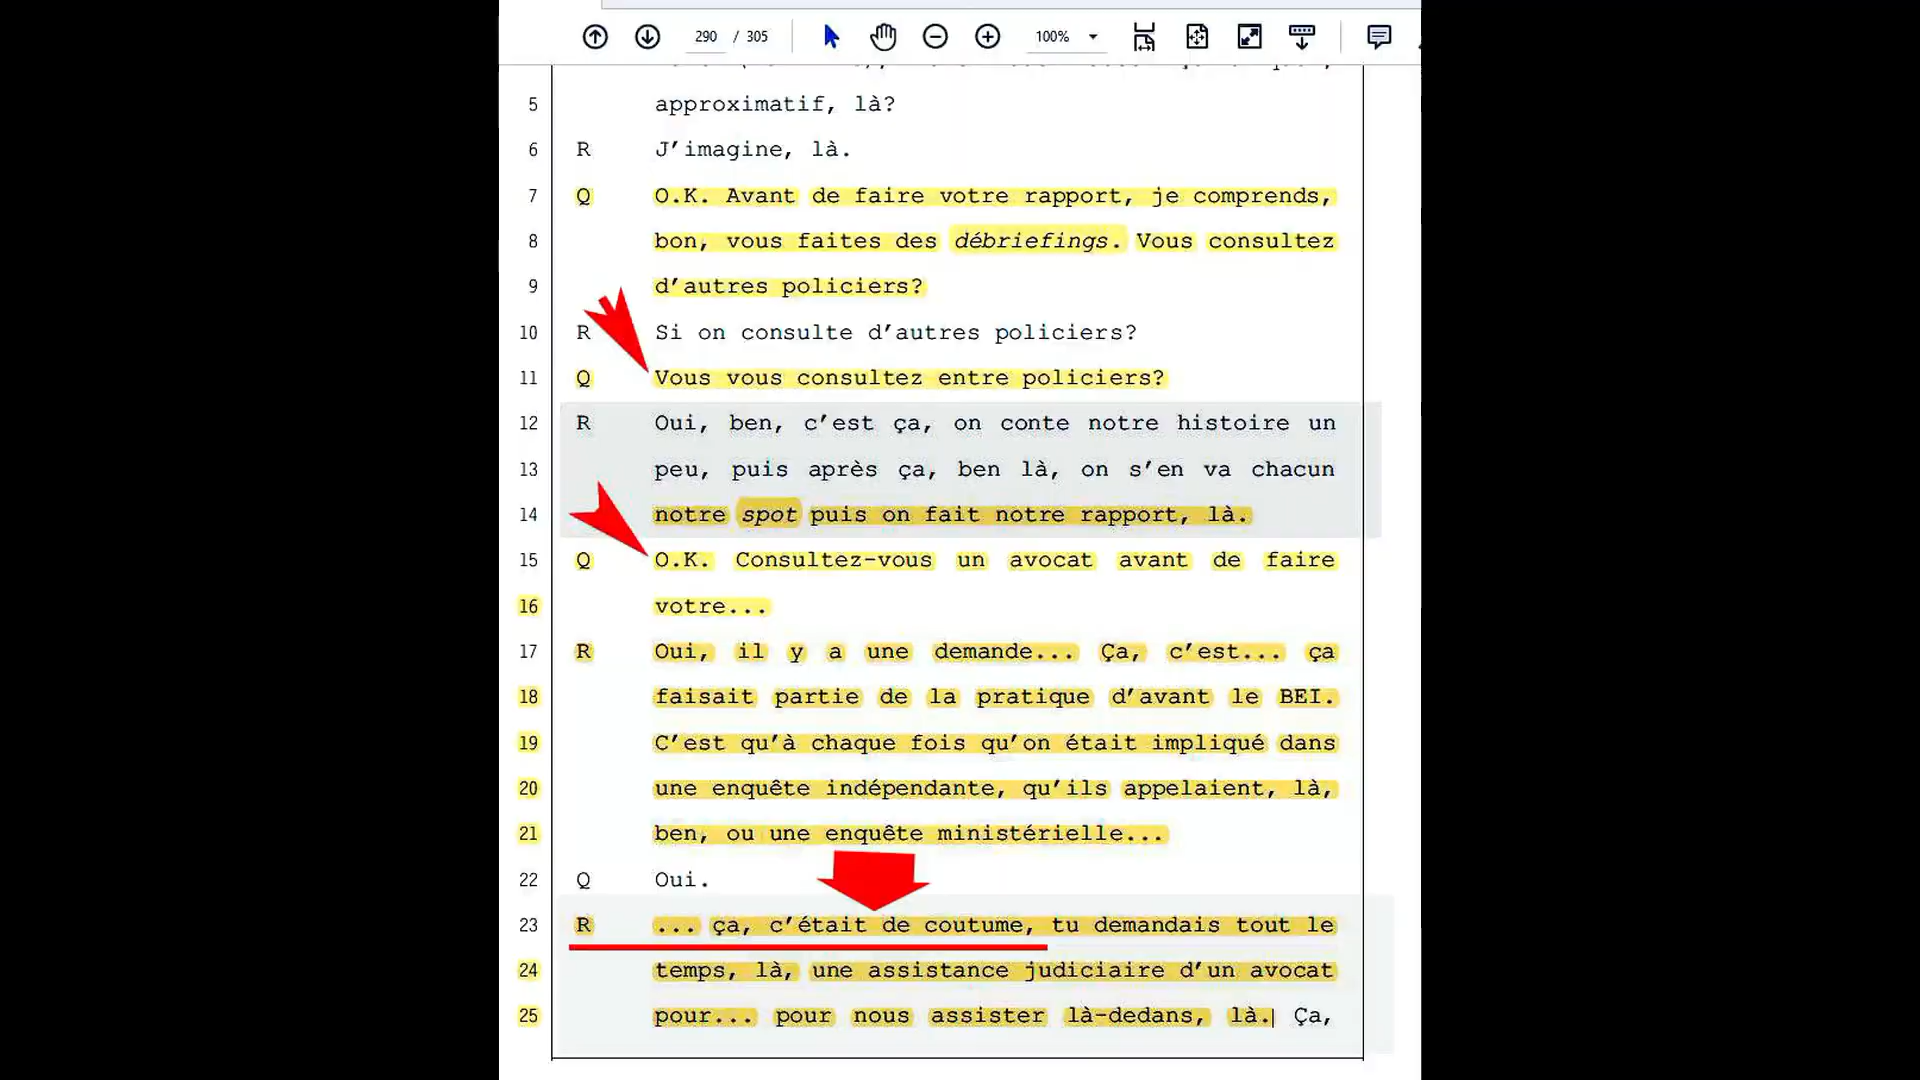 290 / 305 100%
5 approximatif, là?
6 R J'imagine, là.
7 Q O.K. Avant de faire votre rapport, je comprends,
8 bon, vous faites des débriefings. Vous consultez
9 d'autres policiers?
10 R Si on consulte d'autres policiers?
11 Q Vous vous consultez entre policiers?
12 R Oui, ben, c'est ça, on conte notre histoire un
13 peu, puis après ça, ben là, on s'en va chacun
14 notre spot puis on fait notre rapport, là.
15 Q O.K. Consultez-vous un avocat avant de faire
16 votre...
17 R Oui, il y a une demande... Ça, c'est... ça
18 faisait partie de la pratique d'avant le BEI.
19 C'est qu'à chaque fois qu'on était impliqué dans
20 une enquête indépendante, qu'ils appelaient, là,
21 ben, ou une enquête ministérielle...
22 Q Oui.
23 R ... ça, c'était de coutume, tu demandais tout le
24 temps, là, une assistance judiciaire d'un avocat
25 pour... pour nous assister là-dedans, là. Ça,